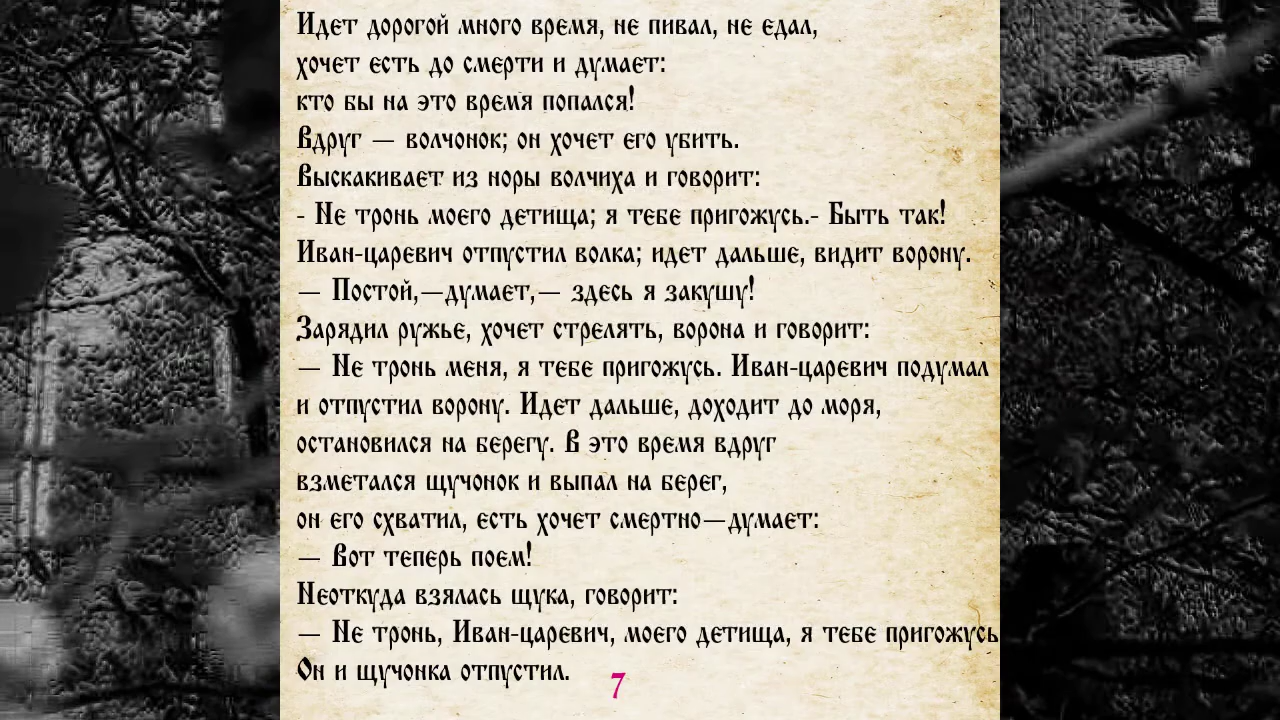 Идет дорогой много время, не пивал, не едал,
хочет есть до смерти и думает:
кто бы на это время попался!
Вдруг — волчонок; он хочет его убить.
Выскакивает из норы волчиха и говорит:
- Не тронь моего детища; я тебе пригожусь.- Быть так!
Иван-царевич отпустил волка; идет дальше, видит ворону.
— Постой,—думает,— здесь я закушу!
Зарядил ружье, хочет стрелять, ворона и говорит:
— Не тронь меня, я тебе пригожусь. Иван-царевич подумал
и отпустил ворону. Идет дальше, доходит до моря,
остановился на берегу. В это время вдруг
взметался щучонок и выпал на берег,
он его схватил, есть хочет смертно—думает:
— Вот теперь поем!
Неоткуда взялась щука, говорит:
— Не тронь, Иван-царевич, моего детища, я тебе пригожусь
Он и щучонка отпустил.
7